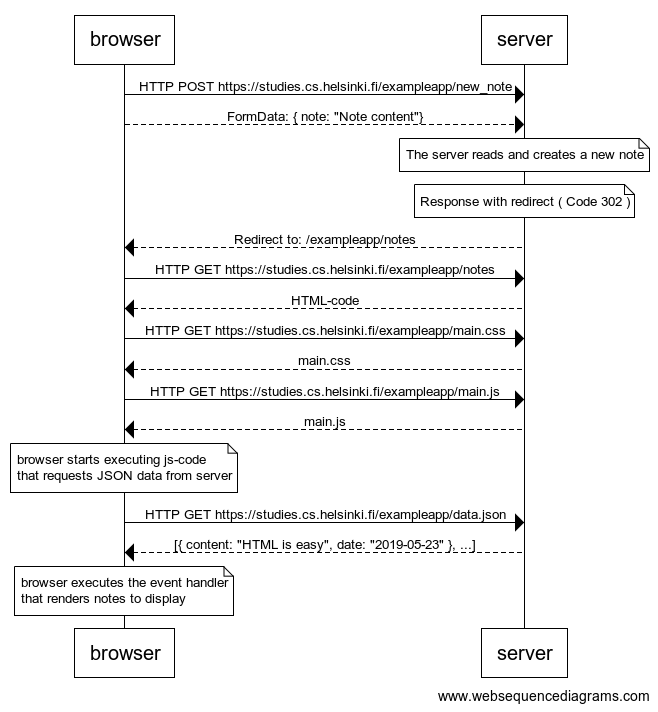 browser
server
HTTP POST https://studies.cs.helsinki.fi/exampleapp/new_note
FormData: { note: "Note content"}
The server reads and creates a new note
Response with redirect ( Code 302 )
Redirect to: /exampleapp/notes
HTTP GET https://studies.cs.helsinki.fi/exampleapp/notes
HTML-code
HTTP GET https://studies.cs.helsinki.fi/exampleapp/main.css
main.css
HTTP GET https://studies.cs.helsinki.fi/exampleapp/main.js
main.js
browser starts executing js-code
that requests JSON data from server
HTTP GET https://studies.cs.helsinki.fi/exampleapp/data.json
[{ content: "HTML is easy", date: "2019-05-23" }, ...]
browser executes the event handler
that renders notes to display
browser
server
www.websequencediagrams.com